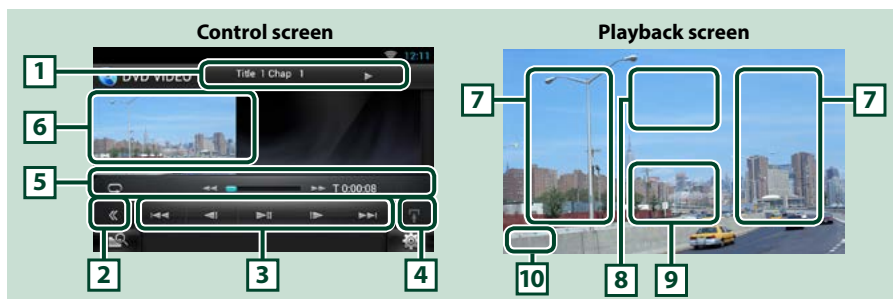 Control screen
Playback screen
12:11
DVD VIDEO
Title 1 Chap 1
T 0:00:08
1
6
5
2
3
4
7
7
8
9
10